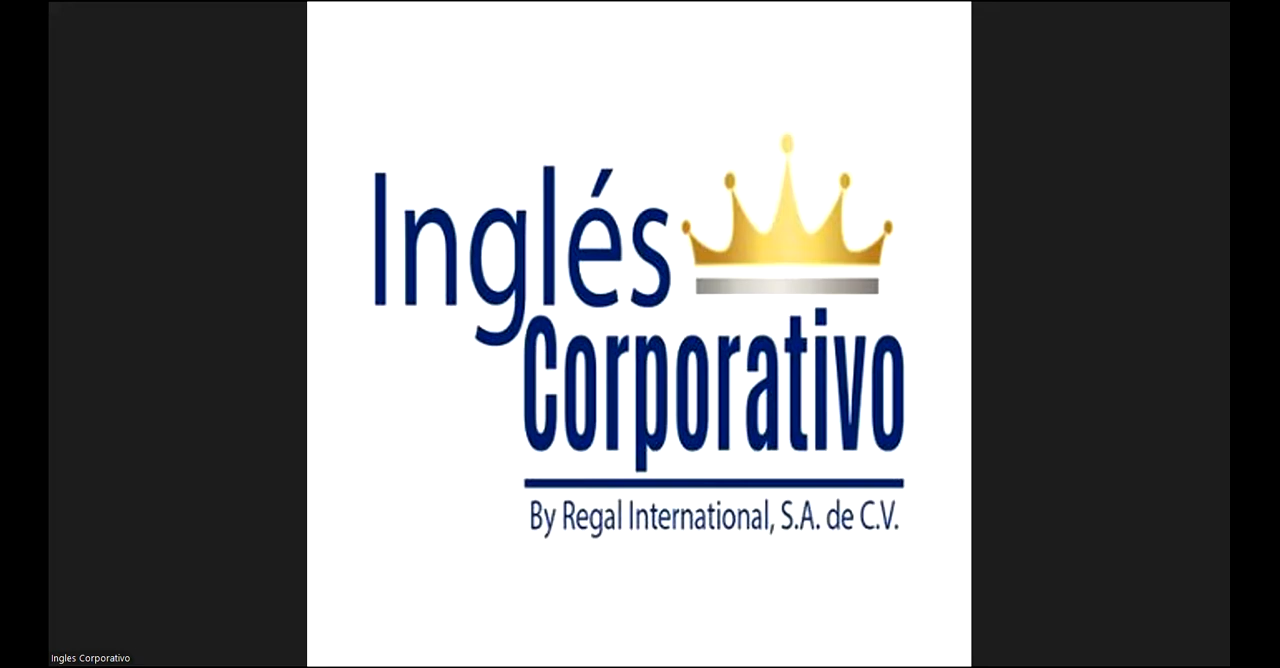 Inglés
Corporativo
By Regal International, S.A. de C.V.
Ingles Corporativo